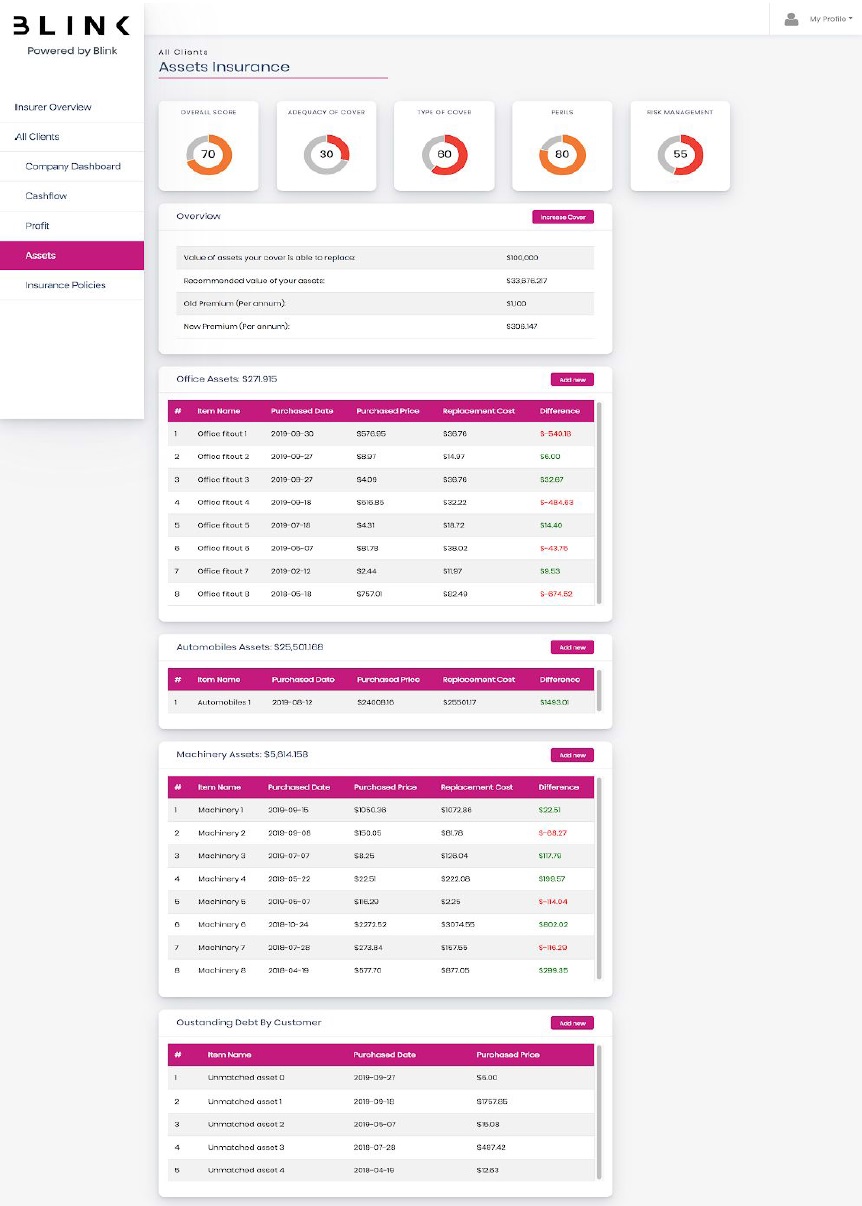 BLINK
Powered by Blink
My Profile
Insurer Overview
All Clients
Company Dashboard
Cashflow
Profit
Assets
Insurance Policies
All Clients
Assets Insurance
OVERALL SCORE
70
ADEQUACY OF COVER
30
TYPE OF COVER
60
PERILS
80
RISK MANAGEMENT
55
Overview
Increase Cover
Value of assets your cover is able to replace: $100,000
Recommended value of your assets: $33,676.217
Old Premium (Per annum): $1,100
New Premium (Per annum): $306.147
Office Assets: $271.915
Add new
# Item Name Purchased Date Purchased Price Replacement Cost Difference
1 Office fitout 1 2019-09-30 $576.95 $36.76 $-540.18
2 Office fitout 2 2019-09-27 $8.97 $14.97 $6.00
3 Office fitout 3 2019-09-27 $4.09 $36.76 $32.67
4 Office fitout 4 2019-09-18 $516.85 $32.22 $-484.63
5 Office fitout 5 2019-07-18 $4.31 $18.72 $14.40
6 Office fitout 6 2019-05-07 $81.78 $38.02 $-43.75
7 Office fitout 7 2019-02-12 $2.44 $11.97 $9.53
8 Office fitout 8 2018-05-18 $757.01 $82.49 $-674.52
Automobiles Assets: $25,501.168
Add new
# Item Name Purchased Date Purchased Price Replacement Cost Difference
1 Automobiles 1 2019-08-12 $24008.16 $25501.17 $1493.01
Machinery Assets: $5,614.158
Add new
# Item Name Purchased Date Purchased Price Replacement Cost Difference
1 Machinery 1 2019-09-15 $1050.36 $1072.86 $22.51
2 Machinery 2 2019-09-08 $150.05 $81.78 $-68.27
3 Machinery 3 2019-07-07 $8.25 $126.04 $117.79
4 Machinery 4 2019-05-22 $22.51 $222.08 $199.57
5 Machinery 5 2019-05-07 $116.29 $2.25 $-114.04
6 Machinery 6 2018-10-24 $2272.52 $3074.55 $802.02
7 Machinery 7 2018-07-28 $273.84 $157.55 $-116.29
8 Machinery 8 2018-04-19 $577.70 $877.05 $299.35
Oustanding Debt By Customer
Add new
# Item Name Purchased Date Purchased Price
1 Unmatched asset 0 2019-09-27 $6.00
2 Unmatched asset 1 2019-09-18 $1757.85
3 Unmatched asset 2 2019-05-07 $15.08
4 Unmatched asset 3 2018-07-28 $487.42
5 Unmatched asset 4 2018-04-19 $12.63